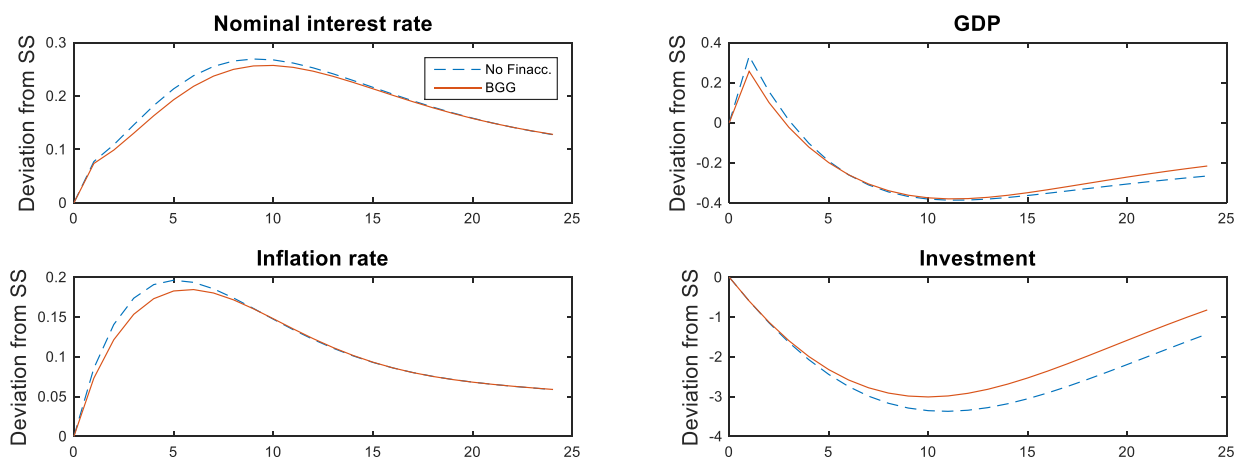 Nominal interest rate
Deviation from SS
0.3
0.2
0.1
0
0 5 10 15 20 25
No Finacc.
BGG
GDP
Deviation from SS
0.4
0.2
0
-0.2
-0.4
0 5 10 15 20 25
Inflation rate
Deviation from SS
0.2
0.15
0.1
0.05
0
0 5 10 15 20 25
Investment
Deviation from SS
0
-1
-2
-3
-4
0 5 10 15 20 25